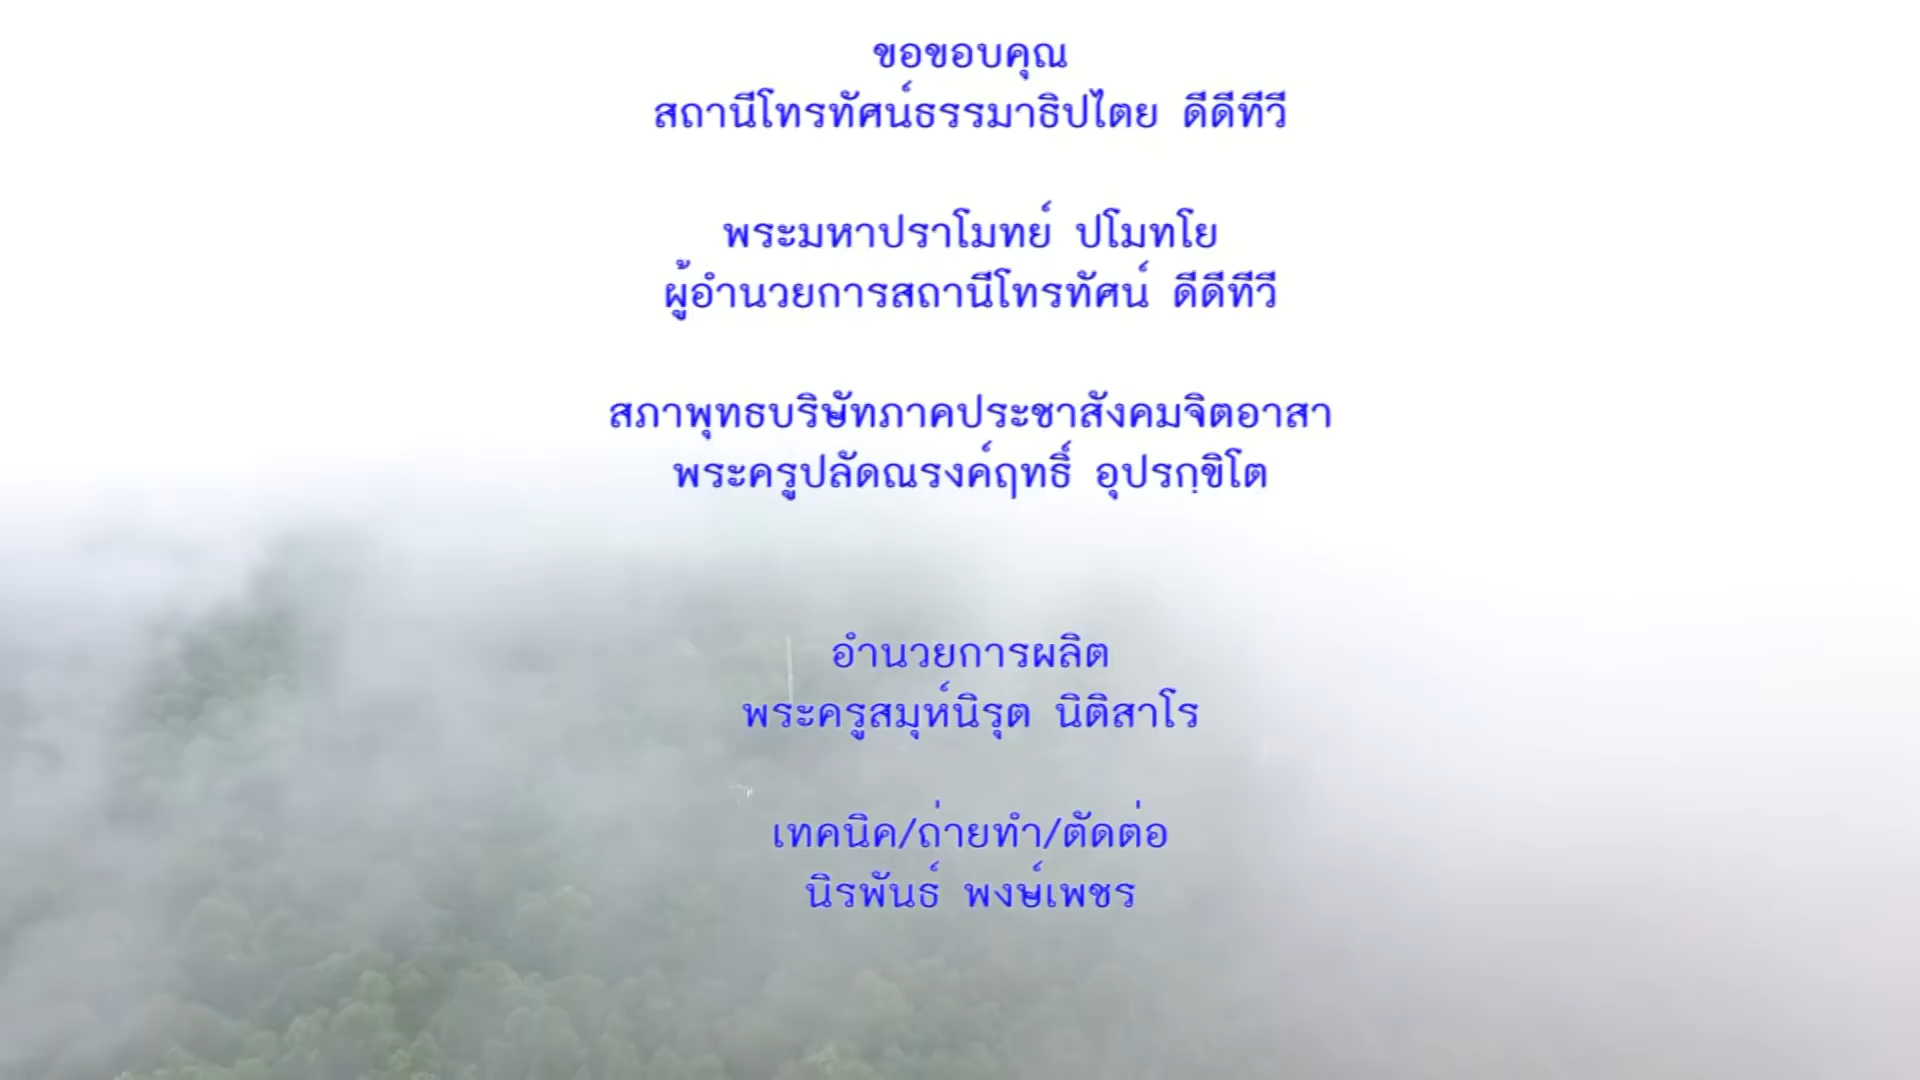 ขอขอบคุณ
สถานีโทรทัศน์ธรรมาธิปไตย ดีดีทีวี
พระมหาปราโมทย์ ปโมทโย
ผู้อำนวยการสถานีโทรทัศน์ ดีดีทีวี
สภาพุทธบริษัทภาคประชาสังคมจิตอาสา
พระครูปลัดณรงค์ฤทธิ์ อุปรกฺขิโต
อำนวยการผลิต
พระครูสมุห์นิรุต นิติสาโร
เทคนิค/ถ่ายทำ/ตัดต่อ
นิรพันธ์ พงษ์เพชร